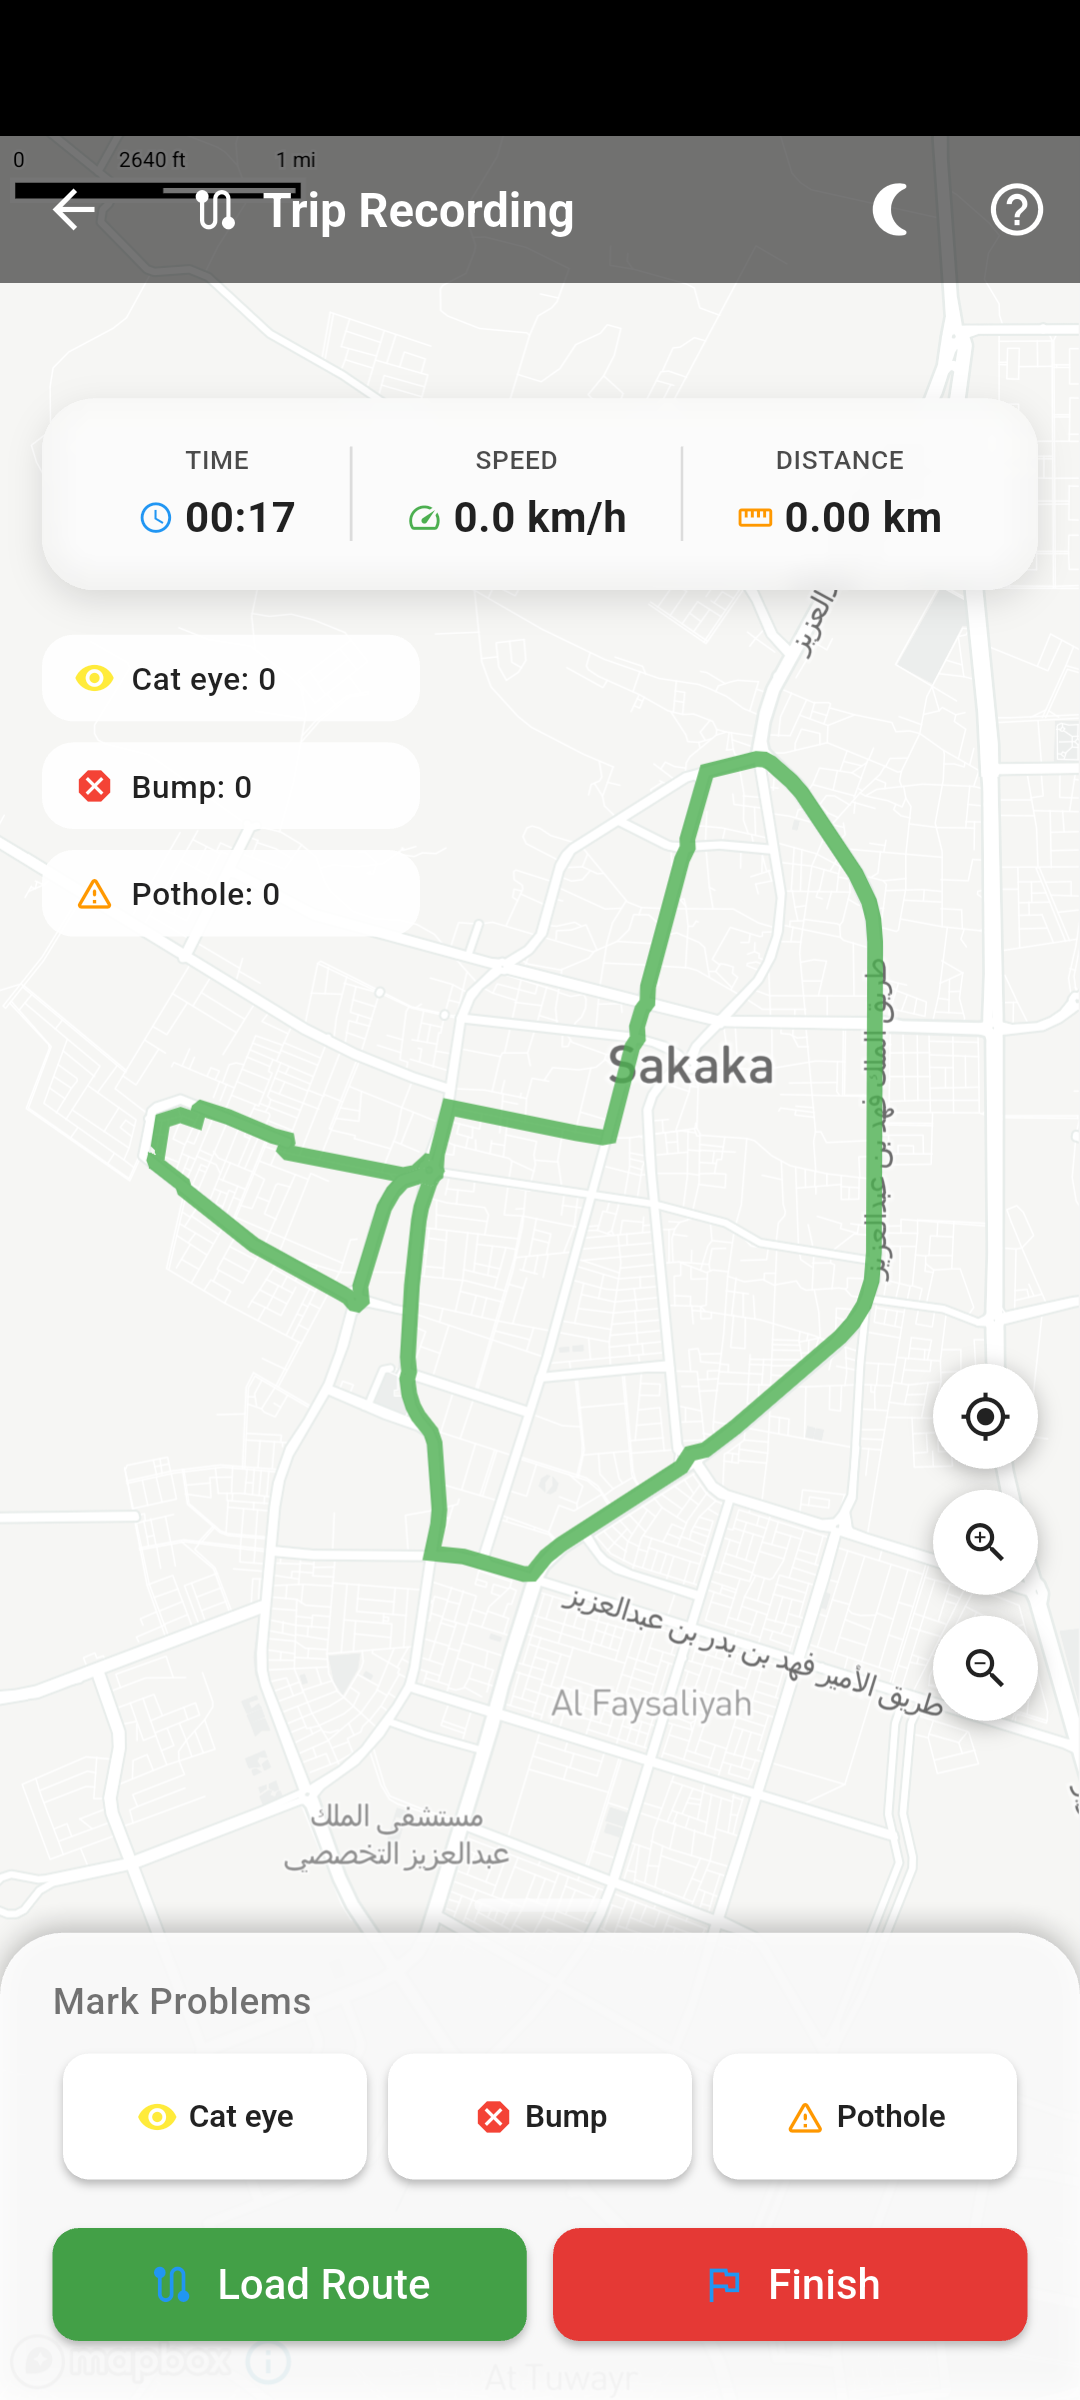 0 2640 ft 1 mi
Trip Recording
TIME SPEED DISTANCE
00:17 0.0 km/h 0.00 km
Cat eye: 0
Bump: 0
Pothole: 0
طريق الملك فهد بن عبدالعزيز
Sakaka
طريق الأمير فهد بن بدر بن عبدالعزيز
Al Faysaliyah
مستشفى الملك
عبدالعزيز التخصصي
Mark Problems
Cat eye Bump Pothole
Load Route Finish
mapbox
At Tuwayr